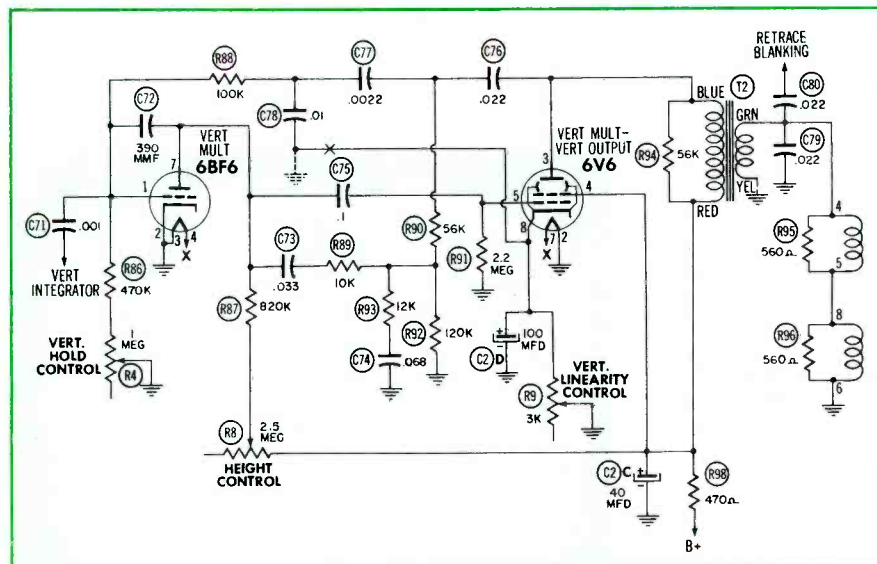 R88
100K
C77
.0022
C76
.022
RETRACE
BLANKING
C72
390
MMF
VERT
MULT
6BF6
7
1
2
3
4
X
C78
.01
X
VERT MULT-
VERT OUTPUT
6V6
3
5
4
8
7
2
X
BLUE
T2
GRN
YEL
RED
R94
56K
C80
.022
C79
.022
C71
.001
VERT
INTEGRATOR
C75
.1
R90
56K
R91
2.2
MEG
C73
.033
R89
10K
R86
470K
R87
820K
R93
12K
R92
120K
C74
.068
4
R95
560Ω
5
8
R96
560Ω
6
100
MFD
C2 D
VERT.
LINEARITY
CONTROL
R9
3K
1
MEG
VERT.
HOLD
CONTROL
R4
R8
2.5
MEG
HEIGHT
CONTROL
C2 C
40
MFD
R98
470Ω
B+